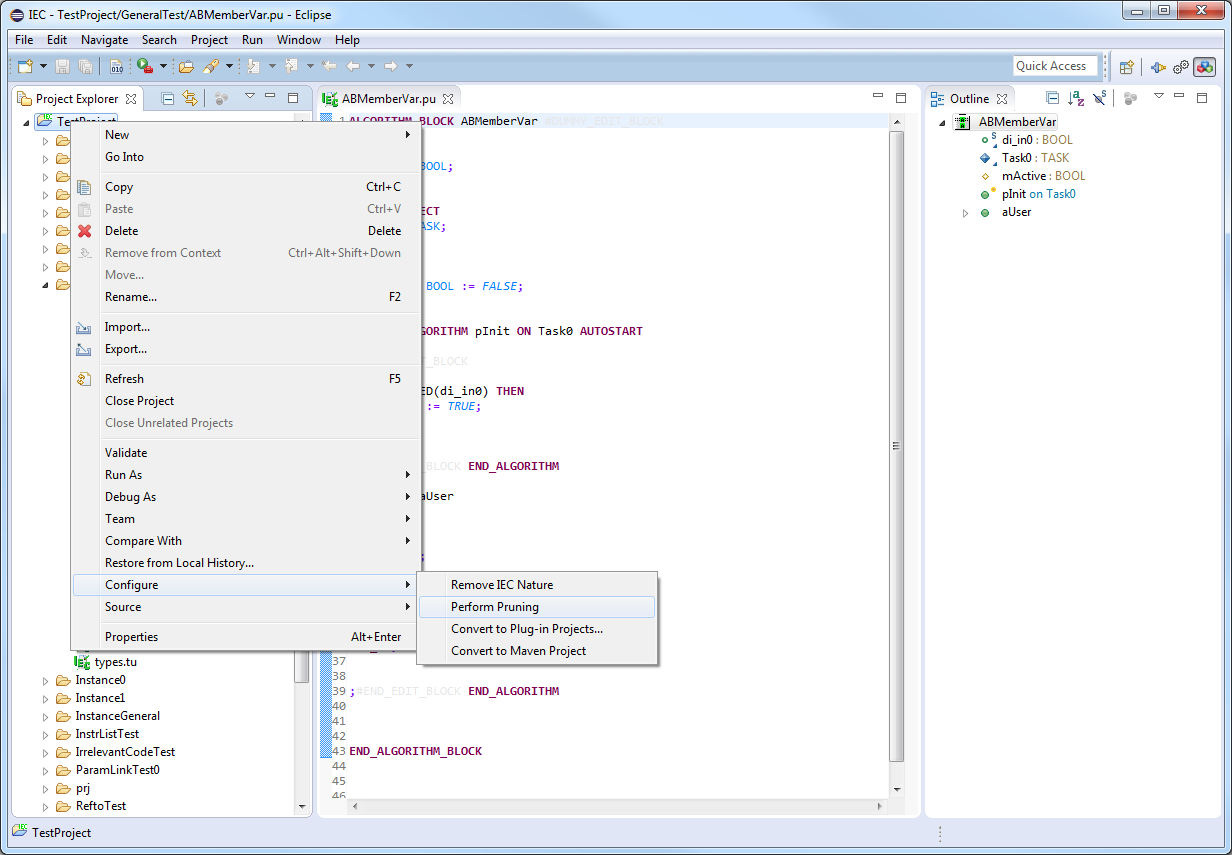 IEC - TestProject/GeneralTest/ABMemberVar.pu - Eclipse
File Edit Navigate Search Project Run Window Help
Quick Access
Project Explorer
ABMemberVar.pu
Outline
TestProject
1 ALGORITHM_BLOCK ABMemberVar #DUMMY_EDIT_BLOCK
ABMemberVar
di_in0 : BOOL
Task0 : TASK
mActive : BOOL
pInit on Task0
aUser
New
Go Into
Copy Ctrl+C
Paste Ctrl+V
Delete Delete
Remove from Context Ctrl+Alt+Shift+Down
Move...
Rename... F2
Import...
Export...
Refresh F5
Close Project
Close Unrelated Projects
Validate
Run As
Debug As
Team
Compare With
Restore from Local History...
Configure
Source
Properties Alt+Enter
BOOL;
ECT
ASK;
BOOL := FALSE;
GORITHM pInit ON Task0 AUTOSTART
_BLOCK
ED(di_in0) THEN
:= TRUE;
_BLOCK END_ALGORITHM
aUser
;
Remove IEC Nature
Perform Pruning
Convert to Plug-in Projects...
Convert to Maven Project
37
38
39 ;#END_EDIT_BLOCK END_ALGORITHM
40
41
42
43 END_ALGORITHM_BLOCK
44
45
46
types.tu
Instance0
Instance1
InstanceGeneral
InstrListTest
IrrelevantCodeTest
ParamLinkTest0
prj
ReftoTest
TestProject